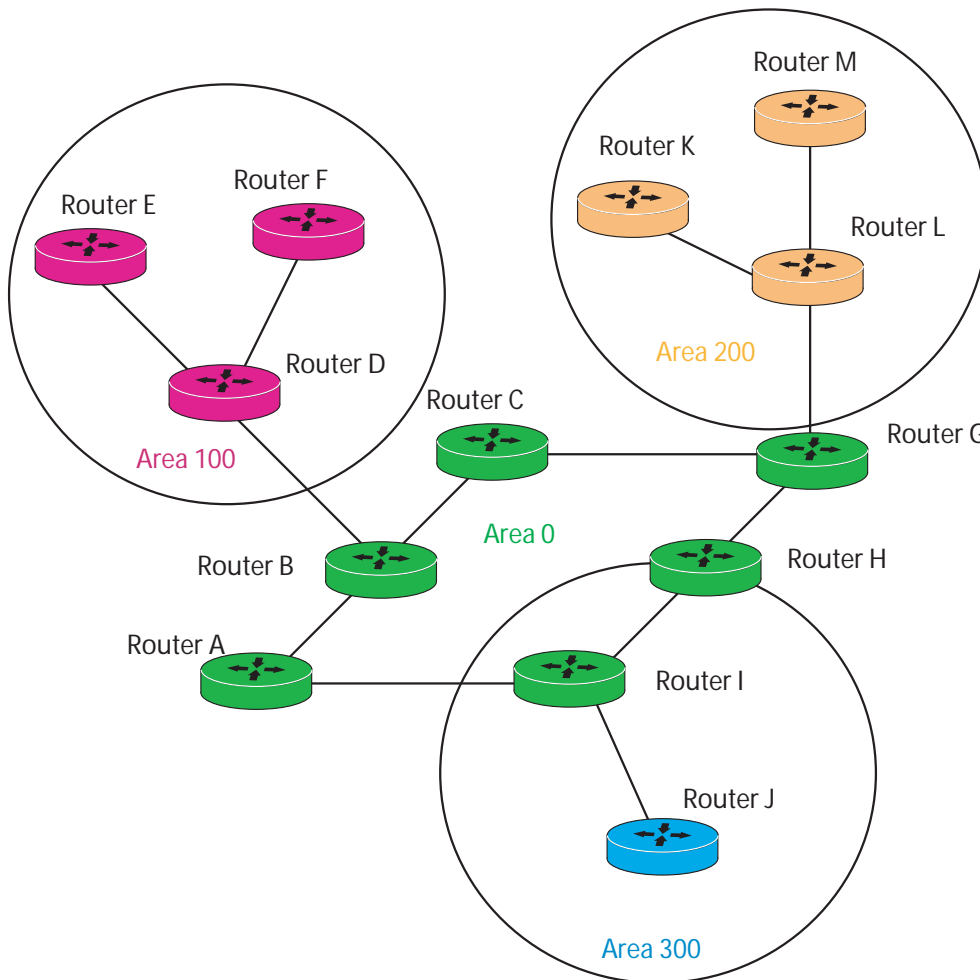 Router M
Router K
Router F
Router E
Router L
Area 200
Router D
Router C
Router G
Area 100
Area 0
Router B
Router H
Router A
Router I
Router J
Area 300